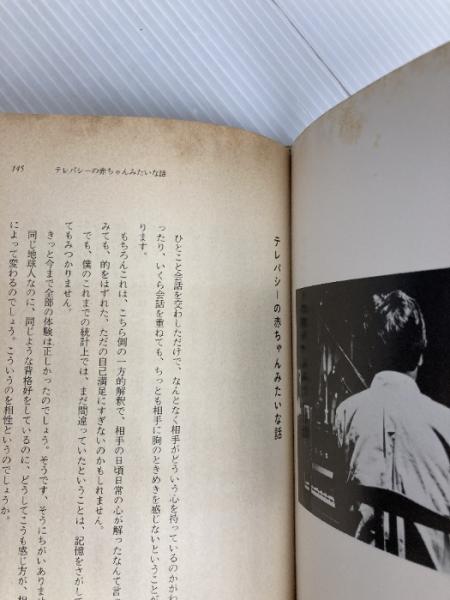 テレパシーの赤ちゃんみたいな話
ひとこと会話を交わしただけで、なんとなく相手がどういう心を持っているのかがわ
ったり、いくら会話を重ねても、ちっとも相手に胸のときめきを感じないということが
ります。
もちろんこれは、こちら側の一方的解釈で、相手の日頃日常の心が解ったなんて言っ
みても、的をはずれた、ただの自己満足にすぎないのかもしれません。
でも、僕のこれまでの統計上では、まだ間違っていたということは、記憶をさがして
てもみつかりません。
きっと今まで全部の体験は正しかったのでしょう。そうです、そうにちがいありませ
同じ地球人なのに、同じような背格好をしているのに、どうしてこうも感じ方が、相
によって変わるのでしょう。こういうのを相性というのでしょうか。
145
テレパシーの赤ちゃんみたいな話